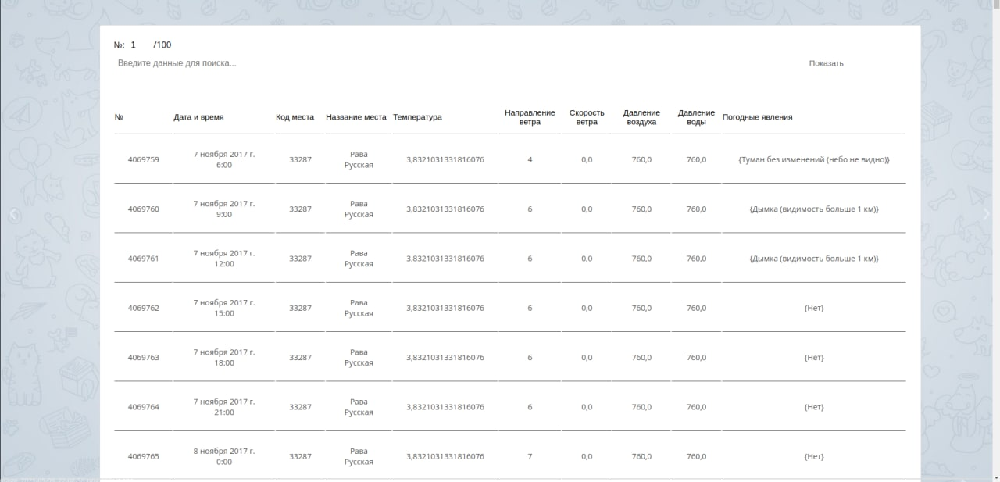 №: 1 /100
Введите данные для поиска...
Показать
№ Дата и время Код места Название места Температура Направление ветра Скорость ветра Давление воздуха Давление воды Погодные явления
4069759 7 ноября 2017 г. 6:00 33287 Рава Русская 3,8321031331816076 4 0,0 760,0 760,0 {Туман без изменений (небо не видно)}
4069760 7 ноября 2017 г. 9:00 33287 Рава Русская 3,8321031331816076 6 0,0 760,0 760,0 {Дымка (видимость больше 1 км)}
4069761 7 ноября 2017 г. 12:00 33287 Рава Русская 3,8321031331816076 6 0,0 760,0 760,0 {Дымка (видимость больше 1 км)}
4069762 7 ноября 2017 г. 15:00 33287 Рава Русская 3,8321031331816076 6 0,0 760,0 760,0 {Нет}
4069763 7 ноября 2017 г. 18:00 33287 Рава Русская 3,8321031331816076 6 0,0 760,0 760,0 {Нет}
4069764 7 ноября 2017 г. 21:00 33287 Рава Русская 3,8321031331816076 6 0,0 760,0 760,0 {Нет}
4069765 8 ноября 2017 г. 0:00 33287 Рава Русская 3,8321031331816076 7 0,0 760,0 760,0 {Нет}